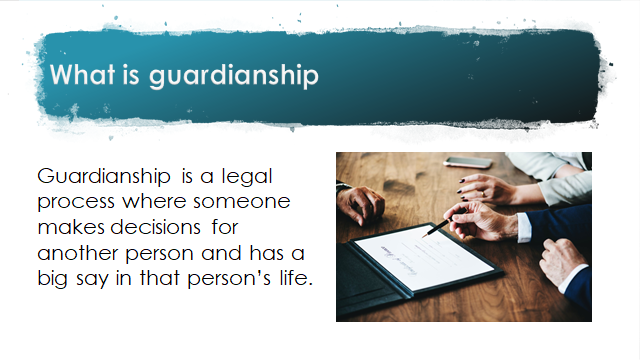 What is guardianship
Guardianship is a legal
process where someone
makes decisions for
another person and has a
big say in that person's life.